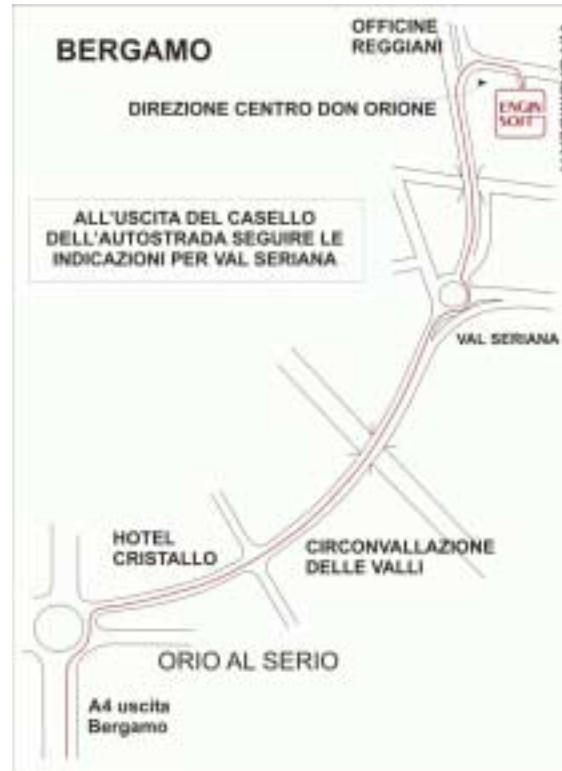 BERGAMO
OFFICINE
REGGIANI
DIREZIONE CENTRO DON ORIONE
ENGIN
SOFT
ALL'USCITA DEL CASELLO
DELL'AUTOSTRADA SEGUIRE LE
INDICAZIONI PER VAL SERIANA
VAL SERIANA
HOTEL
CRISTALLO
CIRCONVALLAZIONE
DELLE VALLI
ORIO AL SERIO
A4 uscita
Bergamo